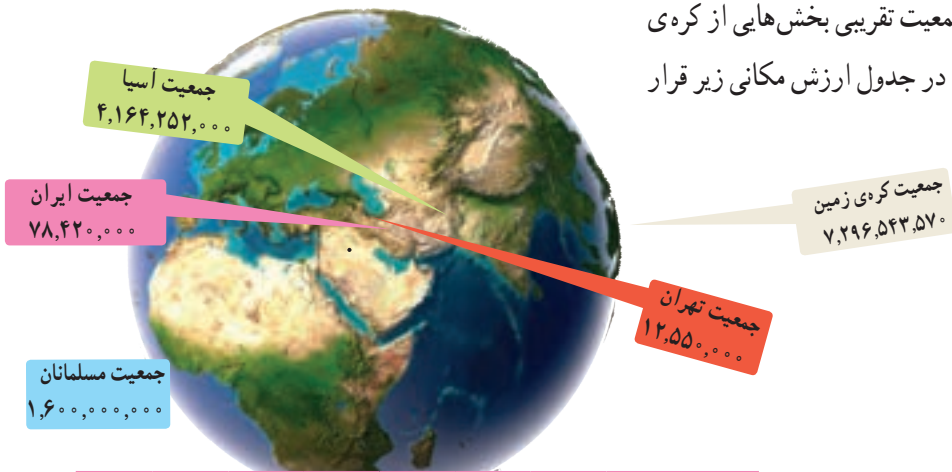 معیت تقریبی بخش‌هایی از کره‌ی
در جدول ارزش مکانی زیر قرار
جمعیت آسیا
۴,۱۶۴,۲۵۲,۰۰۰
جمعیت ایران
۷۸,۴۲۰,۰۰۰
جمعیت کره‌ی زمین
۷,۲۹۶,۵۴۳,۵۷۰
جمعیت تهران
۱۲,۵۵۰,۰۰۰
جمعیت مسلمانان
۱,۶۰۰,۰۰۰,۰۰۰